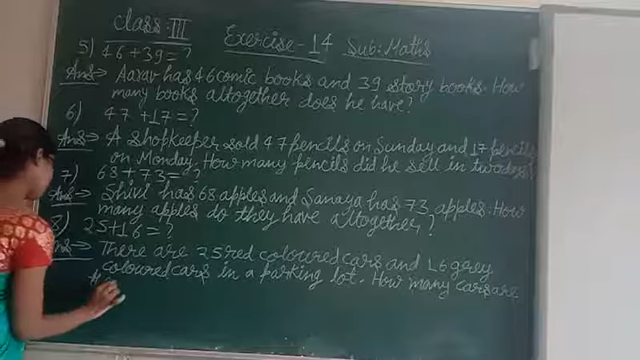 Class: III Exercise-14 Sub: Maths
5) 46+39=?
Ans→ Aarav has 46 comic books and 39 story books. How
many books altogether does he have?
6) 47+17=?
Ans→ A shopkeeper sold 47 pencils on Sunday and 17 pencils
on Monday. How many pencils did he sell in two days?
7) 68+73=?
Ans→ Shivi has 68 apples and Sanaya has 73 apples. How
many apples do they have altogether?
8) 25+16=?
ns→ There are 25 red coloured cars and 16 grey
coloured cars in a parking lot. How many cars are